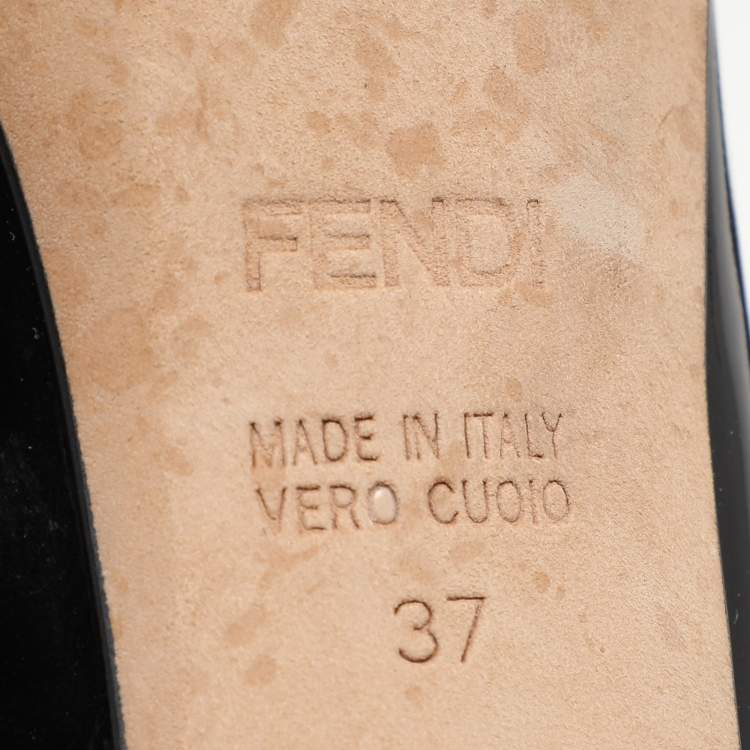 FENDI
MADE IN ITALY
VERO CUOIO
37